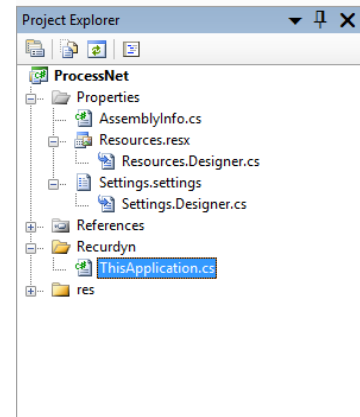 Project Explorer
ProcessNet
Properties
AssemblyInfo.cs
Resources.resx
Resources.Designer.cs
Settings.settings
Settings.Designer.cs
References
Recurdyn
ThisApplication.cs
res